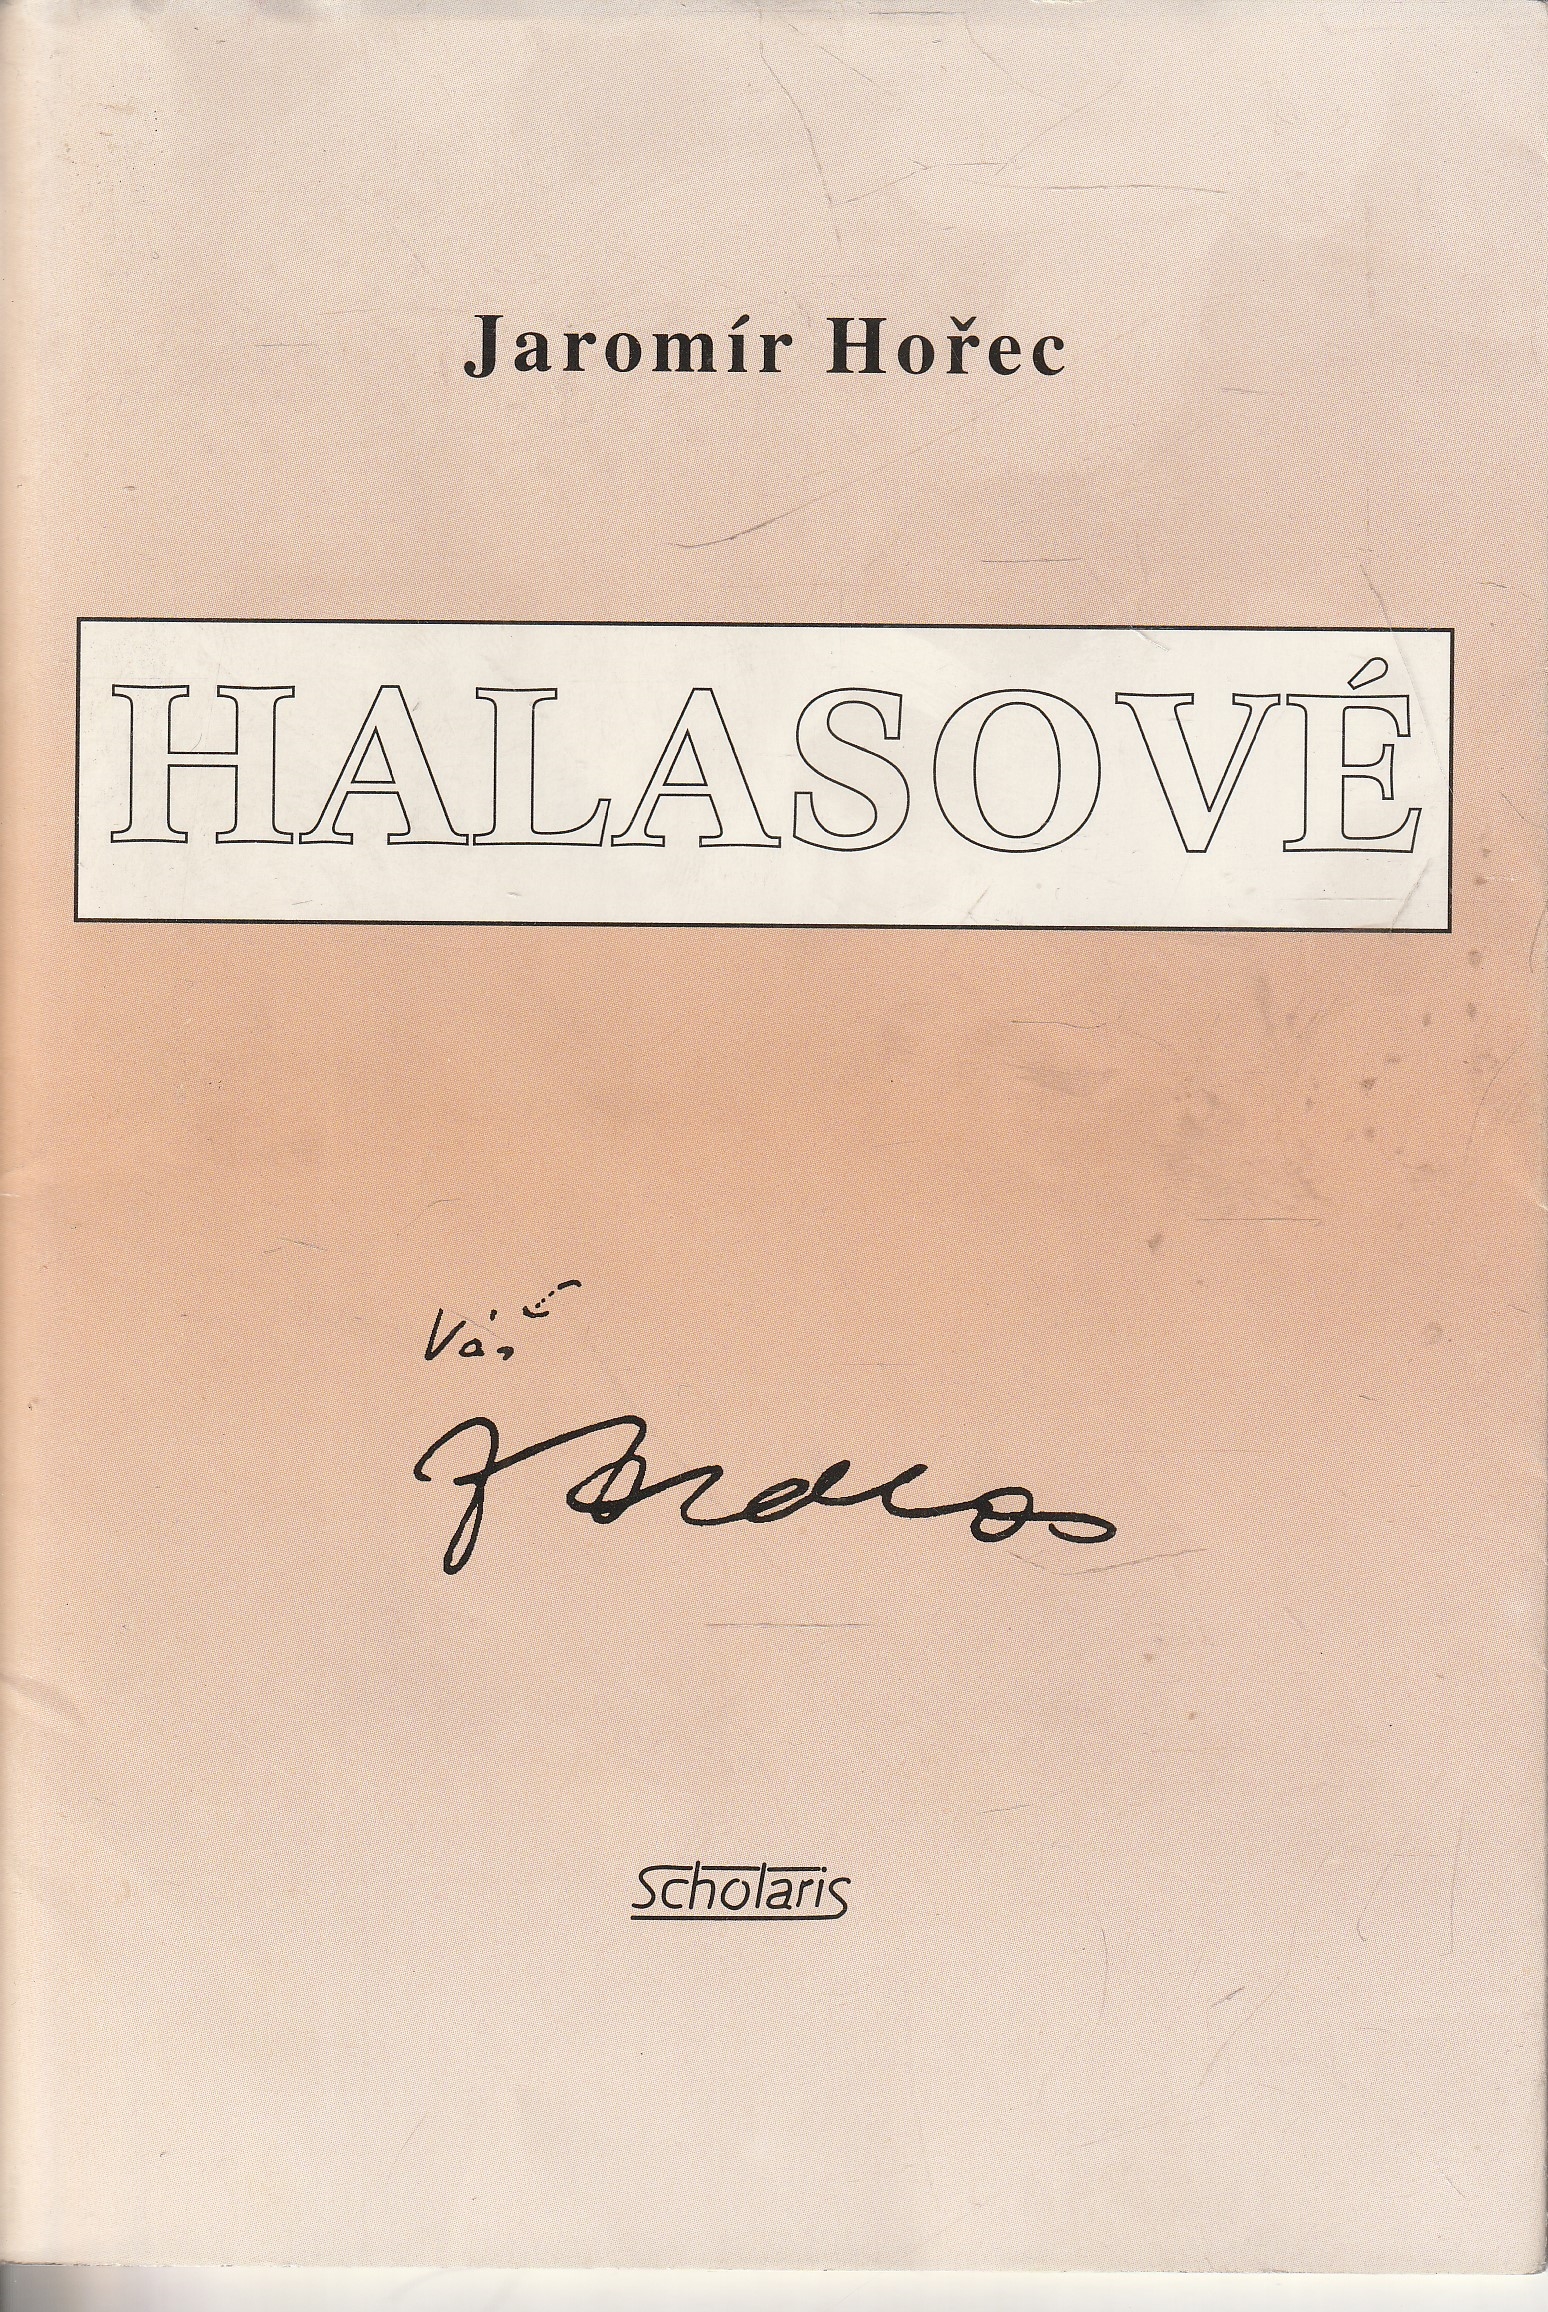 Jaromír Hořec
HALASOVÉ
Váš
Scholaris